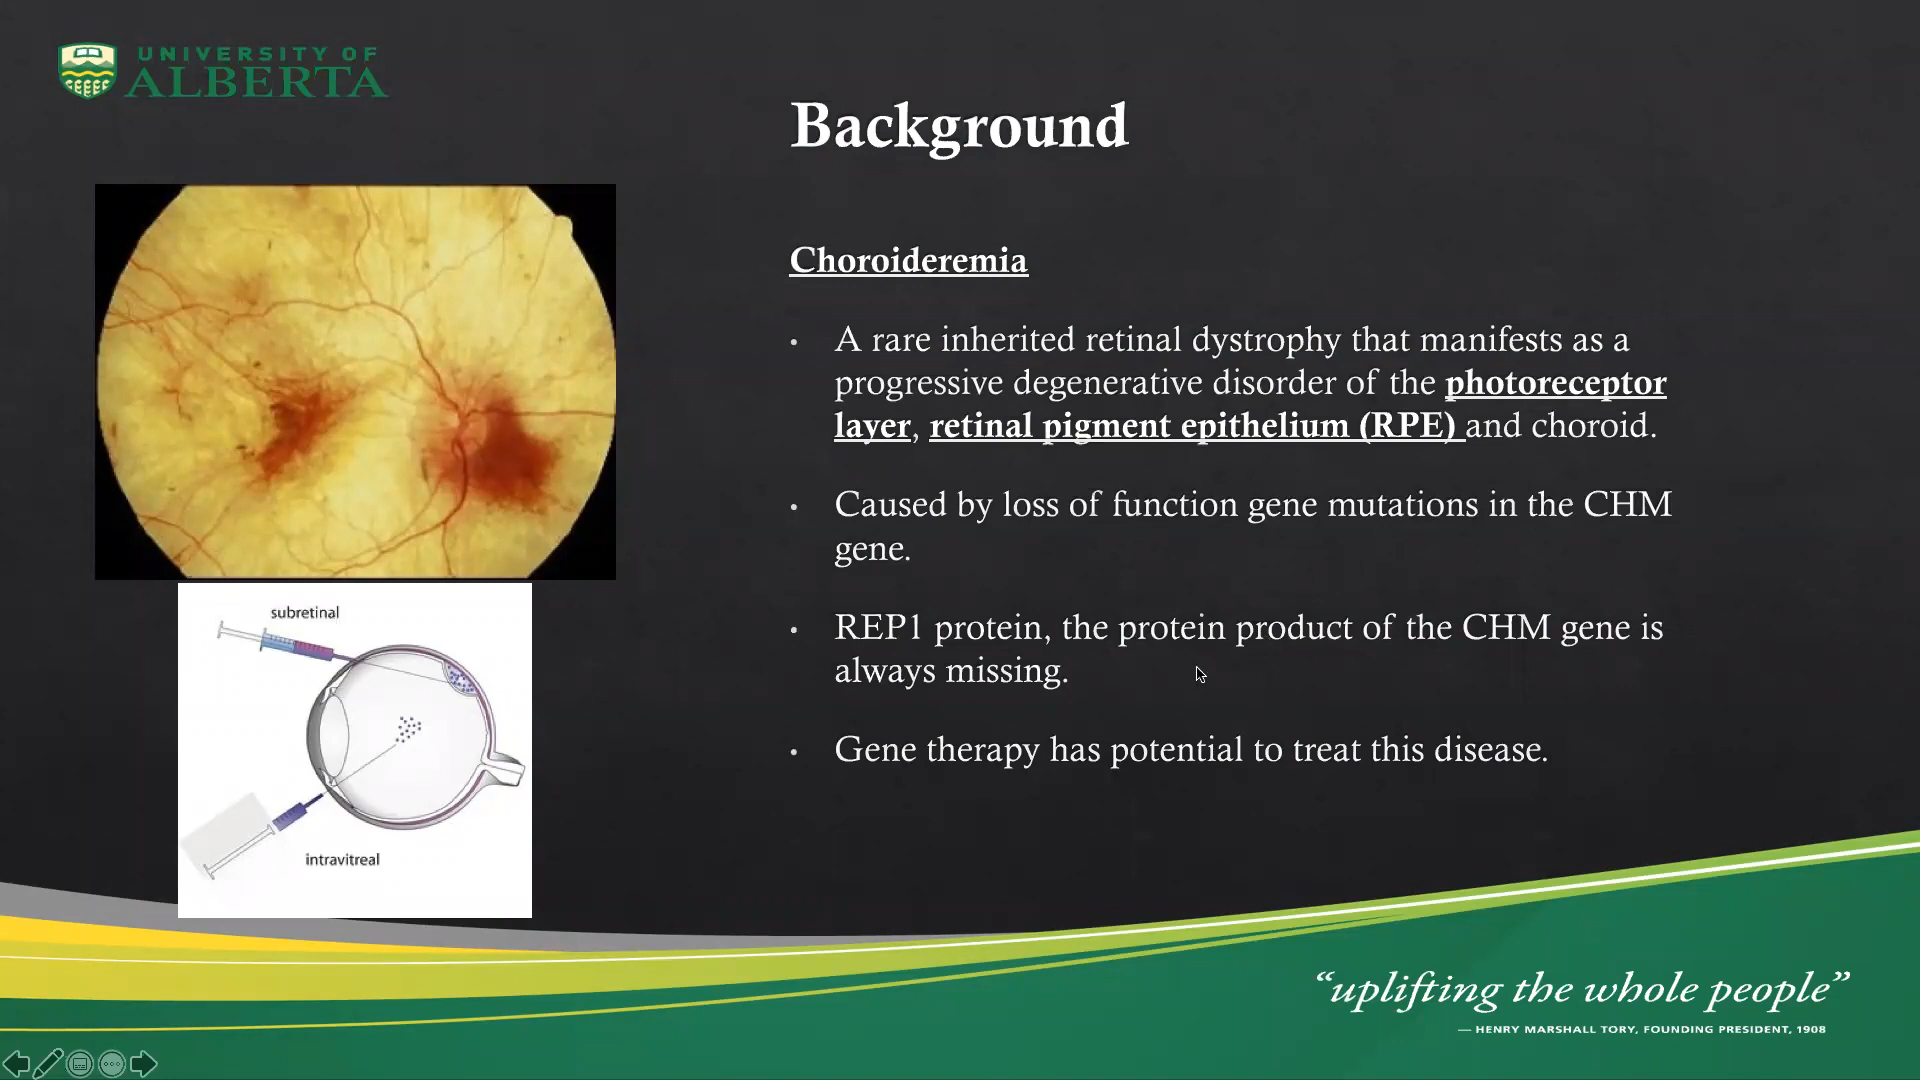 UNIVERSITY OF
ALBERTA
Background
Choroideremia
• A rare inherited retinal dystrophy that manifests as a
progressive degenerative disorder of the photoreceptor
layer, retinal pigment epithelium (RPE) and choroid.
• Caused by loss of function gene mutations in the CHM
gene.
• REP1 protein, the protein product of the CHM gene is
always missing.
• Gene therapy has potential to treat this disease.
subretinal
intravitreal
“uplifting the whole people”
— HENRY MARSHALL TORY, FOUNDING PRESIDENT, 1908